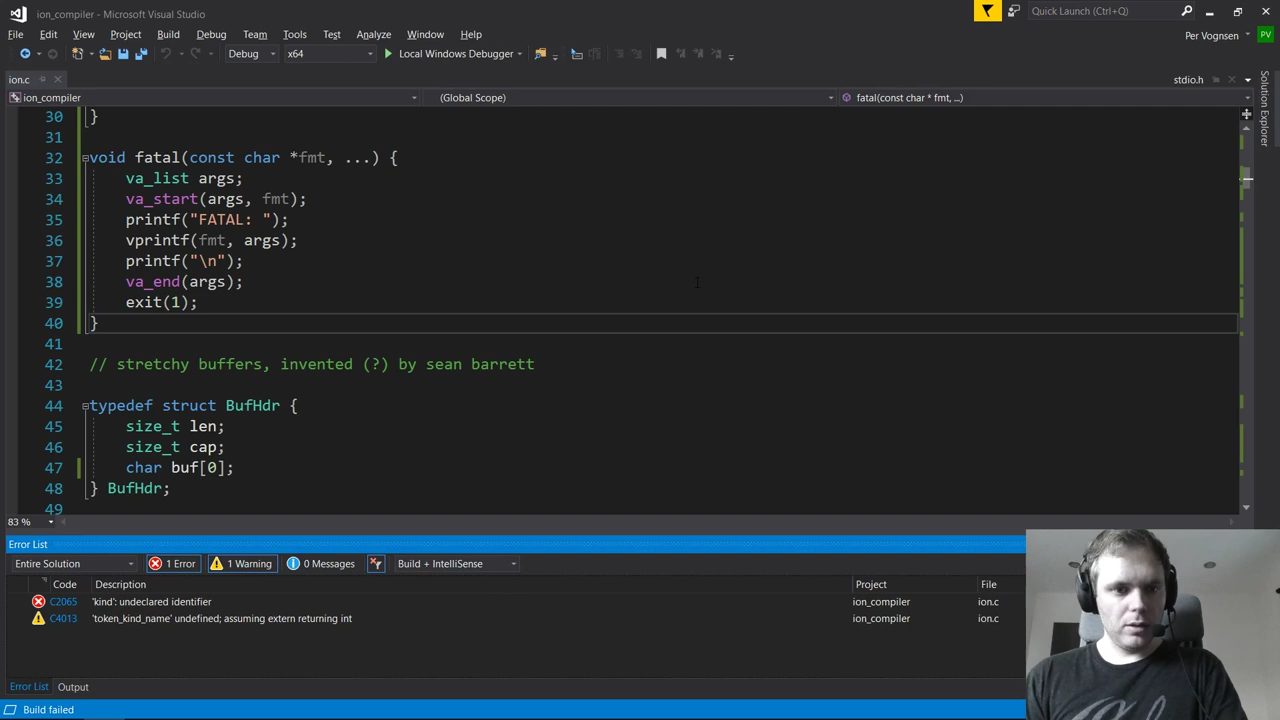 ion_compiler - Microsoft Visual Studio
Quick Launch (Ctrl+Q)
File Edit View Project Build Debug Team Tools Test Analyze Window Help
Per Vognsen PV
Debug x64 Local Windows Debugger
ion.c
stdio.h
ion_compiler (Global Scope) fatal(const char * fmt, ...)
Solution Explorer
30 }
31
32 void fatal(const char *fmt, ...) {
33 va_list args;
34 va_start(args, fmt);
35 printf("FATAL: ");
36 vprintf(fmt, args);
37 printf("\n");
38 va_end(args);
39 exit(1);
40 }
41
42 // stretchy buffers, invented (?) by sean barrett
43
44 typedef struct BufHdr {
45 size_t len;
46 size_t cap;
47 char buf[0];
48 } BufHdr;
49
83 %
Error List
Entire Solution 1 Error 1 Warning 0 Messages Build + IntelliSense
Code Description Project File
C2065 'kind': undeclared identifier ion_compiler ion.c
C4013 'token_kind_name' undefined; assuming extern returning int ion_compiler ion.c
Error List Output
Build failed